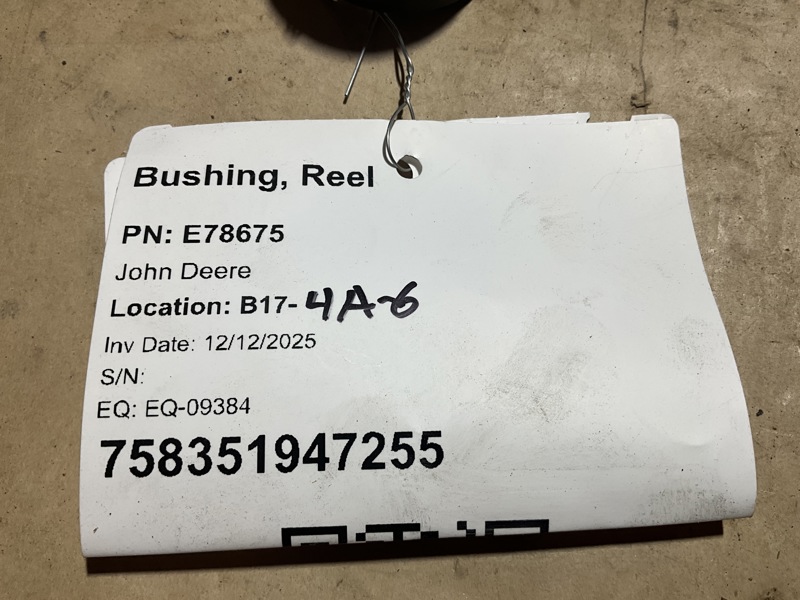 Bushing, Reel
PN: E78675
John Deere
Location: B17-4A-6
Inv Date: 12/12/2025
S/N:
EQ: EQ-09384
758351947255